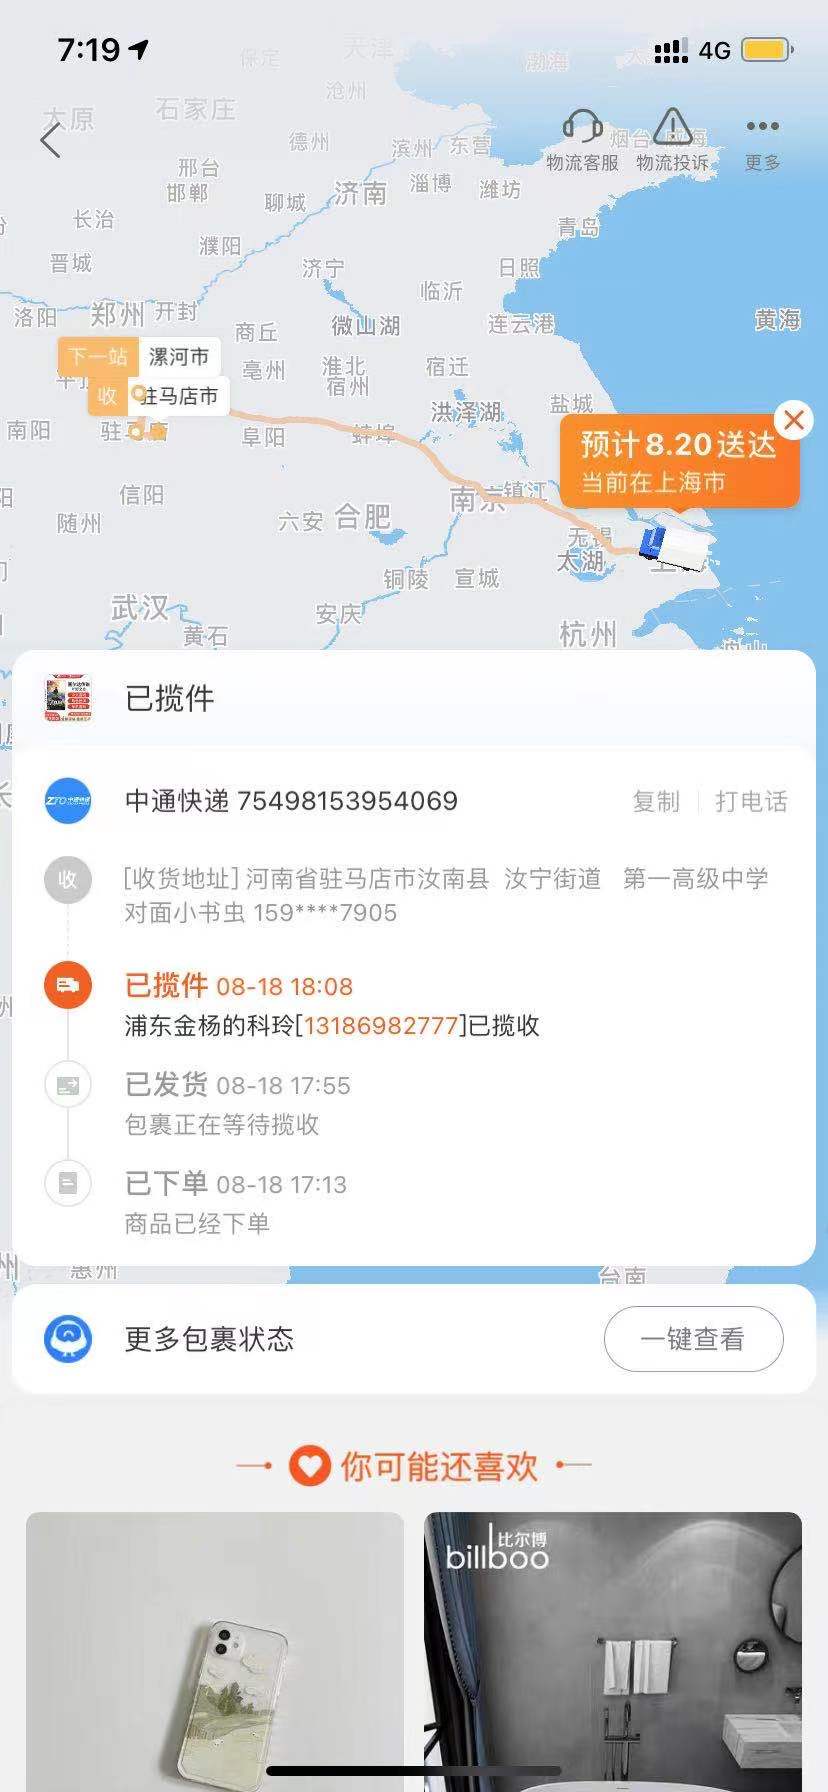 7:19
4G
保定
天津
渤海
沧州
太原
石家庄
德州
滨州
东营
烟台
物流客服
物流投诉
更多
邢台
邯郸
聊城
济南
淄博
潍坊
长治
濮阳
青岛
晋城
济宁
日照
临沂
洛阳
郑州
开封
商丘
微山湖
连云港
黄海
下一站
漯河市
亳州
淮北
宿州
宿迁
收
驻马店市
洪泽湖
盐城
南阳
阜阳
蚌埠
预计8.20送达
当前在上海市
信阳
随州
六安
合肥
南京
镇江
无锡
太湖
铜陵
宣城
武汉
黄石
安庆
杭州
已揽件
ZTO中通快递
中通快递 75498153954069
复制
打电话
收
[收货地址] 河南省驻马店市汝南县 汝宁街道 第一高级中学
对面小书虫 159****7905
已揽件 08-18 18:08
浦东金杨的科玲[13186982777]已揽收
已发货 08-18 17:55
包裹正在等待揽收
已下单 08-18 17:13
商品已经下单
惠州
台南
更多包裹状态
一键查看
你可能还喜欢
比尔博
billboo